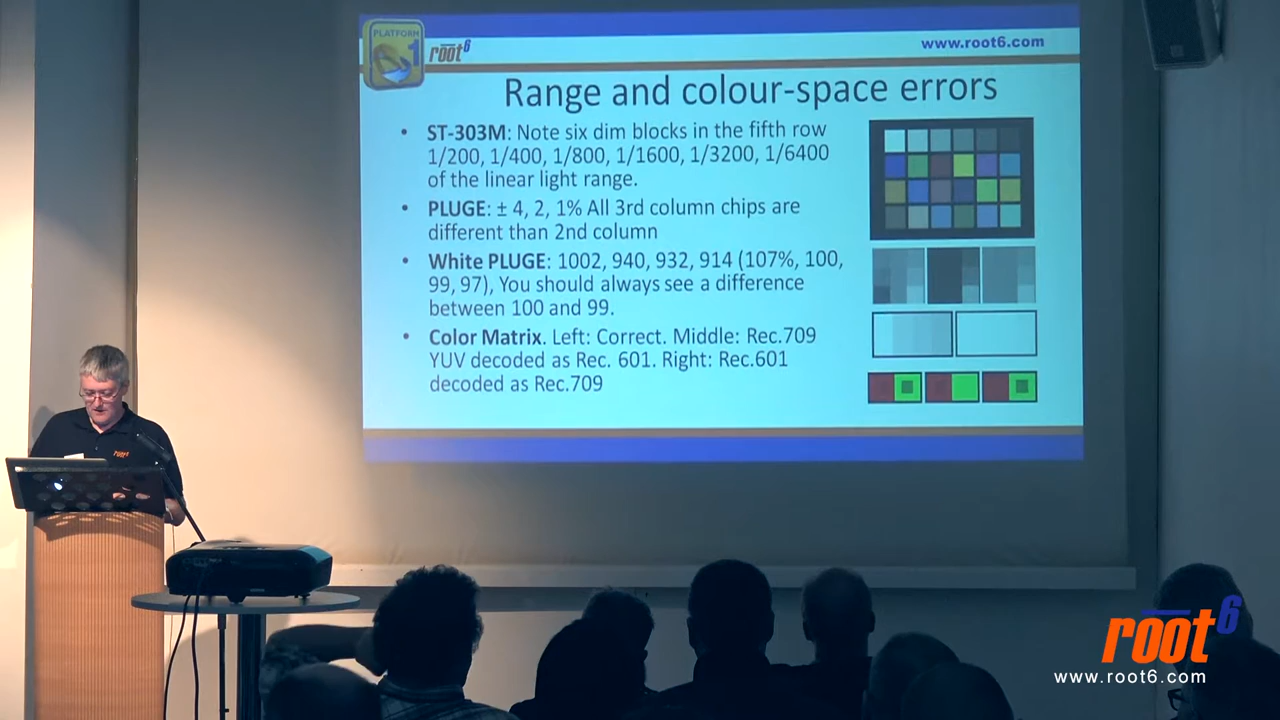 PLATFORM
1
root6
www.root6.com
Range and colour-space errors
• ST-303M: Note six dim blocks in the fifth row
1/200, 1/400, 1/800, 1/1600, 1/3200, 1/6400
of the linear light range.
• PLUGE: ± 4, 2, 1% All 3rd column chips are
different than 2nd column
• White PLUGE: 1002, 940, 932, 914 (107%, 100,
99, 97), You should always see a difference
between 100 and 99.
• Color Matrix. Left: Correct. Middle: Rec.709
YUV decoded as Rec. 601. Right: Rec.601
decoded as Rec.709
root6
root6
www.root6.com